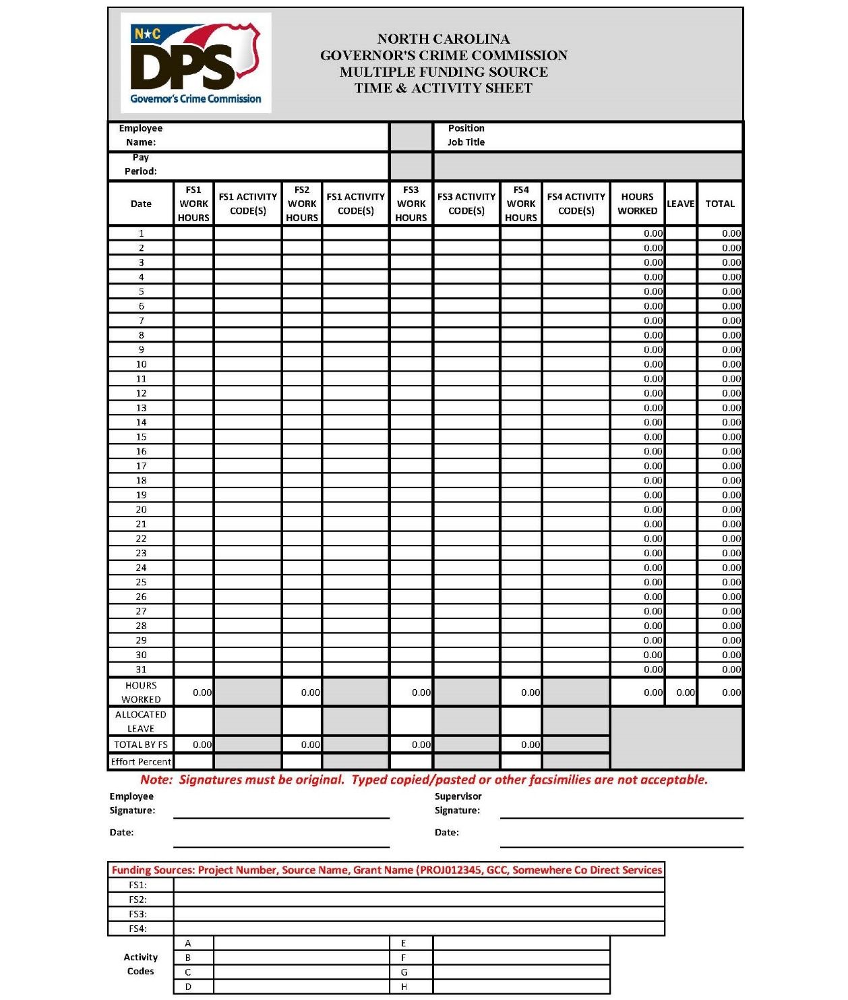 N★C
DPS
Governor's Crime Commission
NORTH CAROLINA
GOVERNOR'S CRIME COMMISSION
MULTIPLE FUNDING SOURCE
TIME & ACTIVITY SHEET
Employee Name:
Position Job Title
Pay Period:
Date FS1 WORK HOURS FS1 ACTIVITY CODE(S) FS2 WORK HOURS FS1 ACTIVITY CODE(S) FS3 WORK HOURS FS3 ACTIVITY CODE(S) FS4 WORK HOURS FS4 ACTIVITY CODE(S) HOURS WORKED LEAVE TOTAL
1 0.00 0.00
2 0.00 0.00
3 0.00 0.00
4 0.00 0.00
5 0.00 0.00
6 0.00 0.00
7 0.00 0.00
8 0.00 0.00
9 0.00 0.00
10 0.00 0.00
11 0.00 0.00
12 0.00 0.00
13 0.00 0.00
14 0.00 0.00
15 0.00 0.00
16 0.00 0.00
17 0.00 0.00
18 0.00 0.00
19 0.00 0.00
20 0.00 0.00
21 0.00 0.00
22 0.00 0.00
23 0.00 0.00
24 0.00 0.00
25 0.00 0.00
26 0.00 0.00
27 0.00 0.00
28 0.00 0.00
29 0.00 0.00
30 0.00 0.00
31 0.00 0.00
HOURS WORKED 0.00 0.00 0.00 0.00 0.00 0.00 0.00
ALLOCATED LEAVE
TOTAL BY FS 0.00 0.00 0.00 0.00
Effort Percent
Note: Signatures must be original. Typed copied/pasted or other facsimilies are not acceptable.
Employee Signature:
Supervisor Signature:
Date:
Date:
Funding Sources: Project Number, Source Name, Grant Name (PROJ012345, GCC, Somewhere Co Direct Services
FS1:
FS2:
FS3:
FS4:
Activity Codes
A E
B F
C G
D H